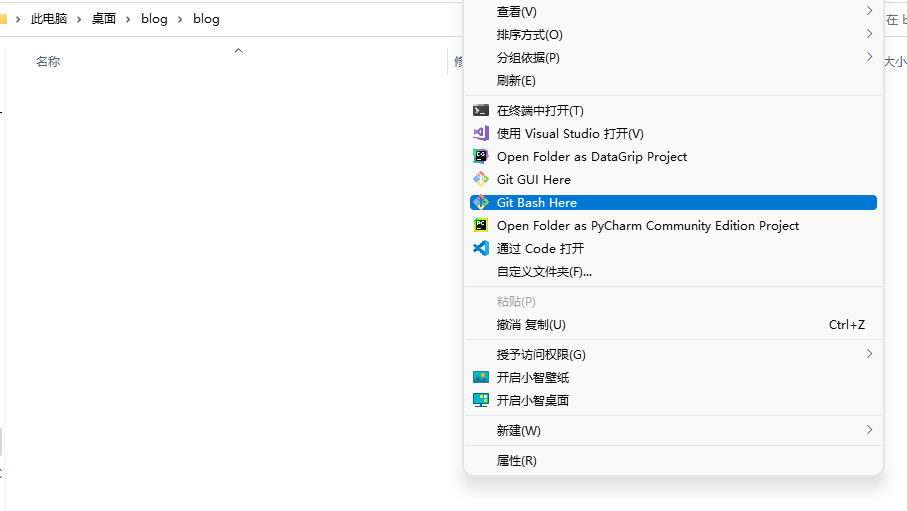 此电脑 › 桌面 › blog › blog
在
名称
大小
查看(V)
排序方式(O)
分组依据(P)
刷新(E)
在终端中打开(T)
使用 Visual Studio 打开(V)
Open Folder as DataGrip Project
Git GUI Here
Git Bash Here
Open Folder as PyCharm Community Edition Project
通过 Code 打开
自定义文件夹(F)...
粘贴(P)
撤消 复制(U) Ctrl+Z
授予访问权限(G)
开启小智壁纸
开启小智桌面
新建(W)
属性(R)